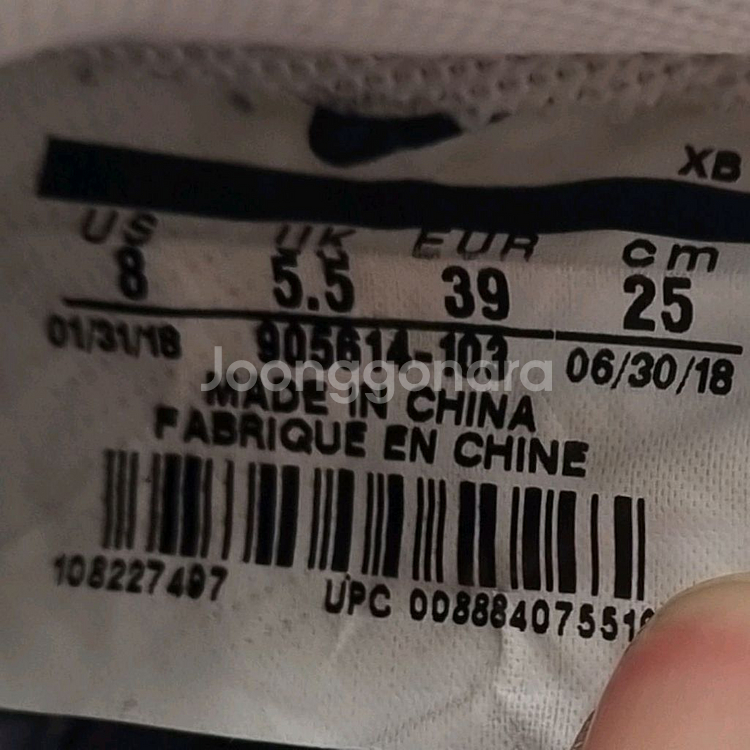 XB
US UK EUR cm
8 5.5 39 25
01/31/18 905614-103 06/30/18
Joonggonara
MADE IN CHINA
FABRIQUE EN CHINE
108227497
UPC 0088840755